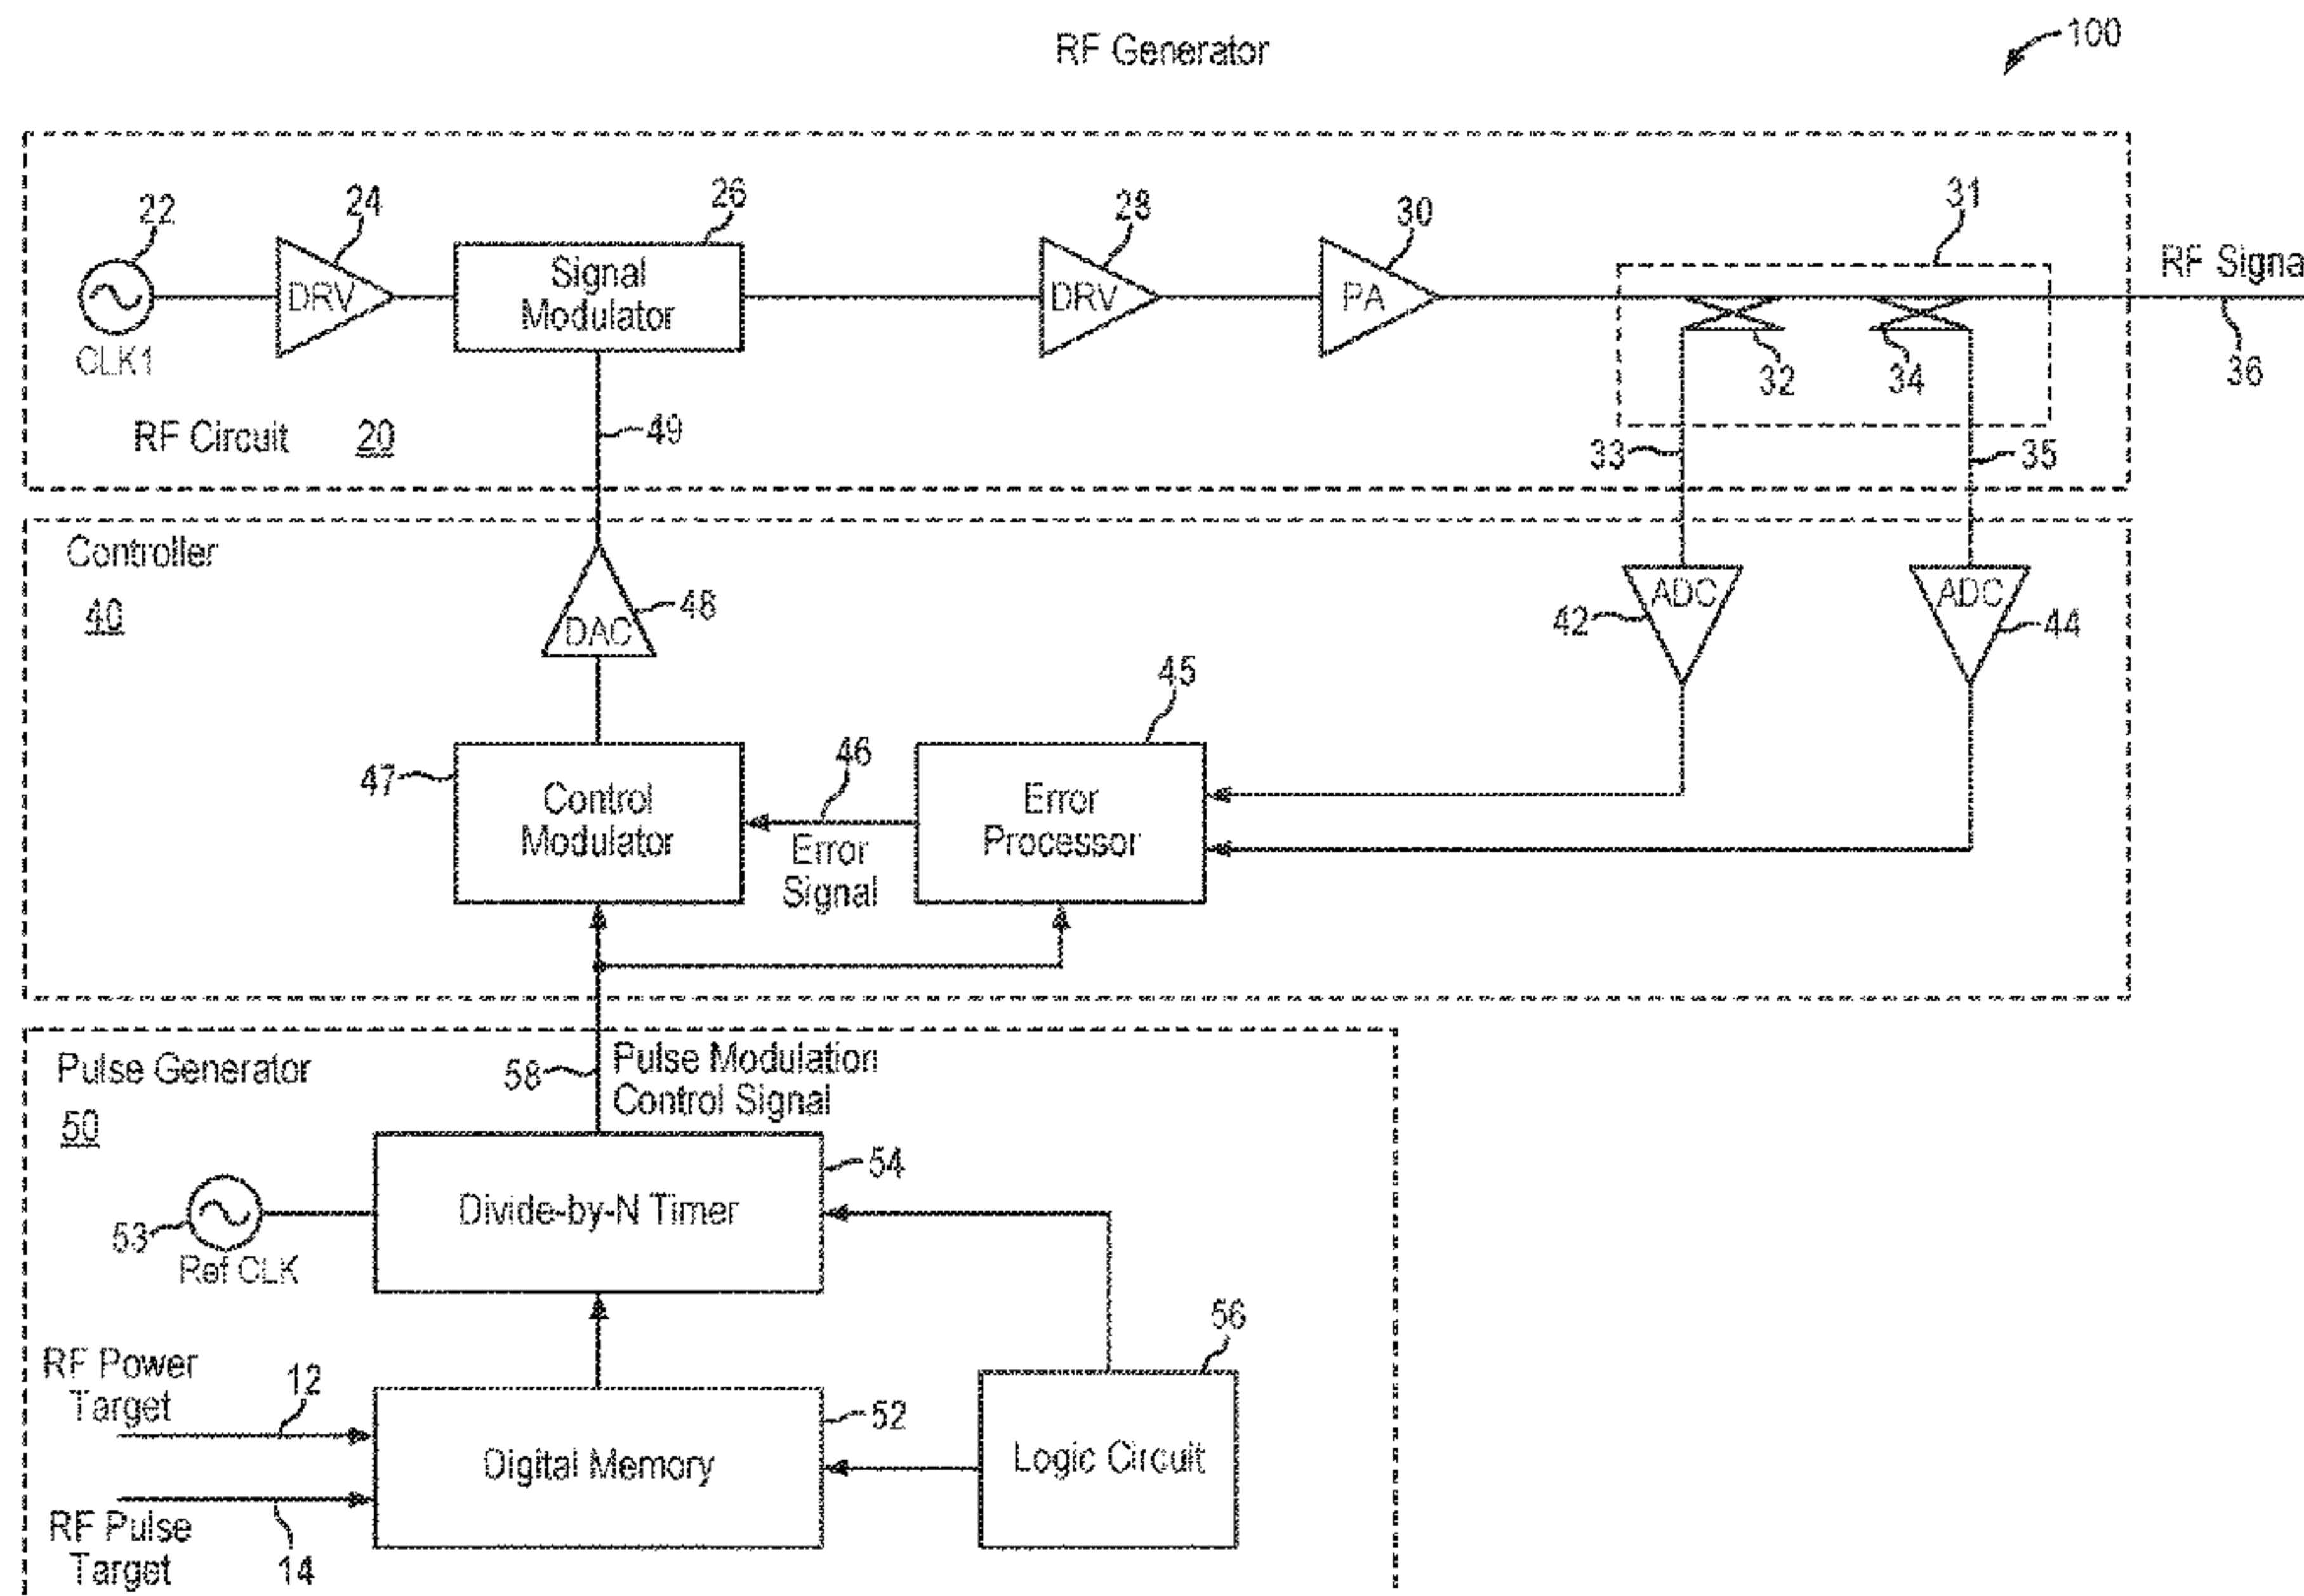 RF Generator
100
22
24
26
28
30
31
DRV
Signal
Modulator
DRV
PA
RF Signa
CLK1
32
34
36
RF Circuit 20
49
33
35
Controller
40
DAC
48
42
ADC
ADC
44
47
Control
Modulator
46
Error
Signal
45
Error
Processor
Pulse Generator
50
58
Pulse Modulation
Control Signal
53
Ref CLK
Divide-by-N Timer
54
RF Power
Target
12
Digital Memory
52
56
Logic Circuit
RF Pulse
Target
14